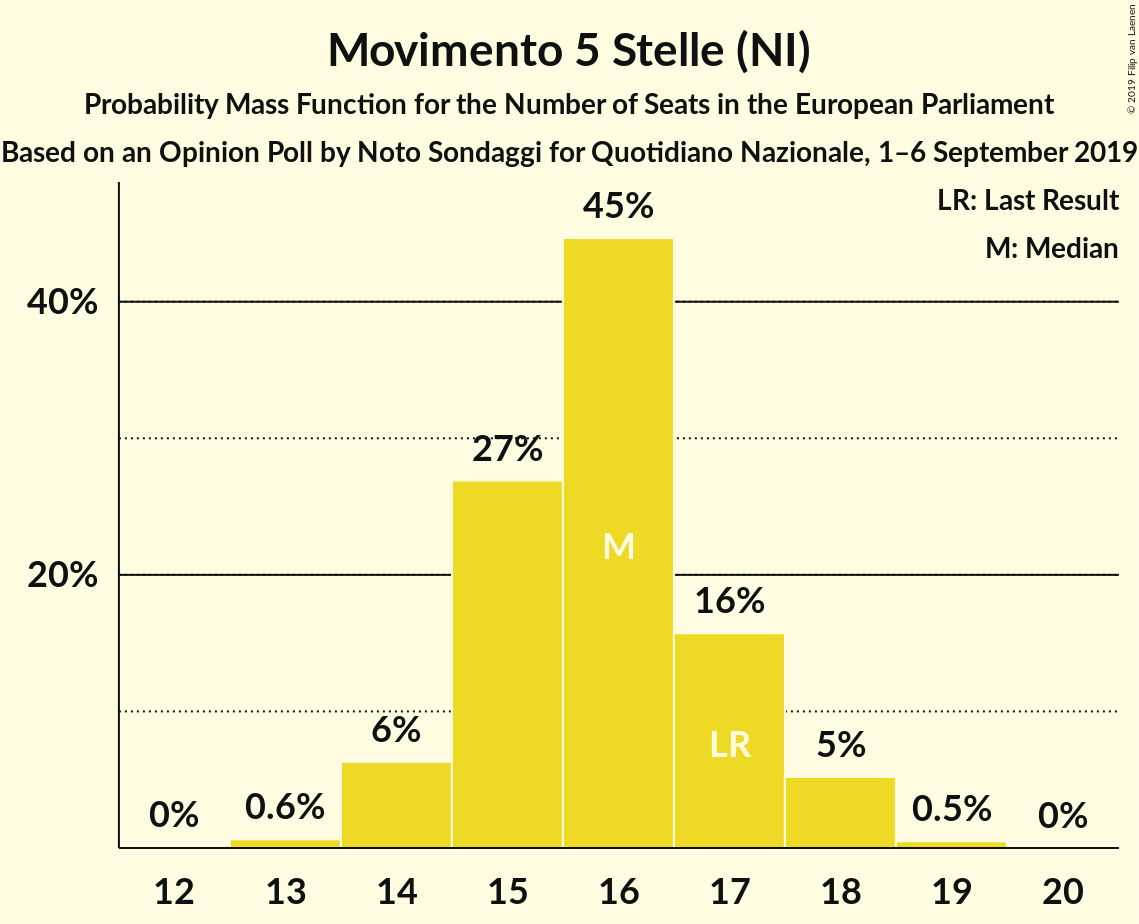 Movimento 5 Stelle (NI)
Probability Mass Function for the Number of Seats in the European Parliament
Based on an Opinion Poll by Noto Sondaggi for Quotidiano Nazionale, 1–6 September 2019
© 2019 Filip van Laenen
LR: Last Result
M: Median
45%
40%
27%
M
20%
16%
6%
LR
5%
0%
0.6%
0.5%
0%
12 13 14 15 16 17 18 19 20